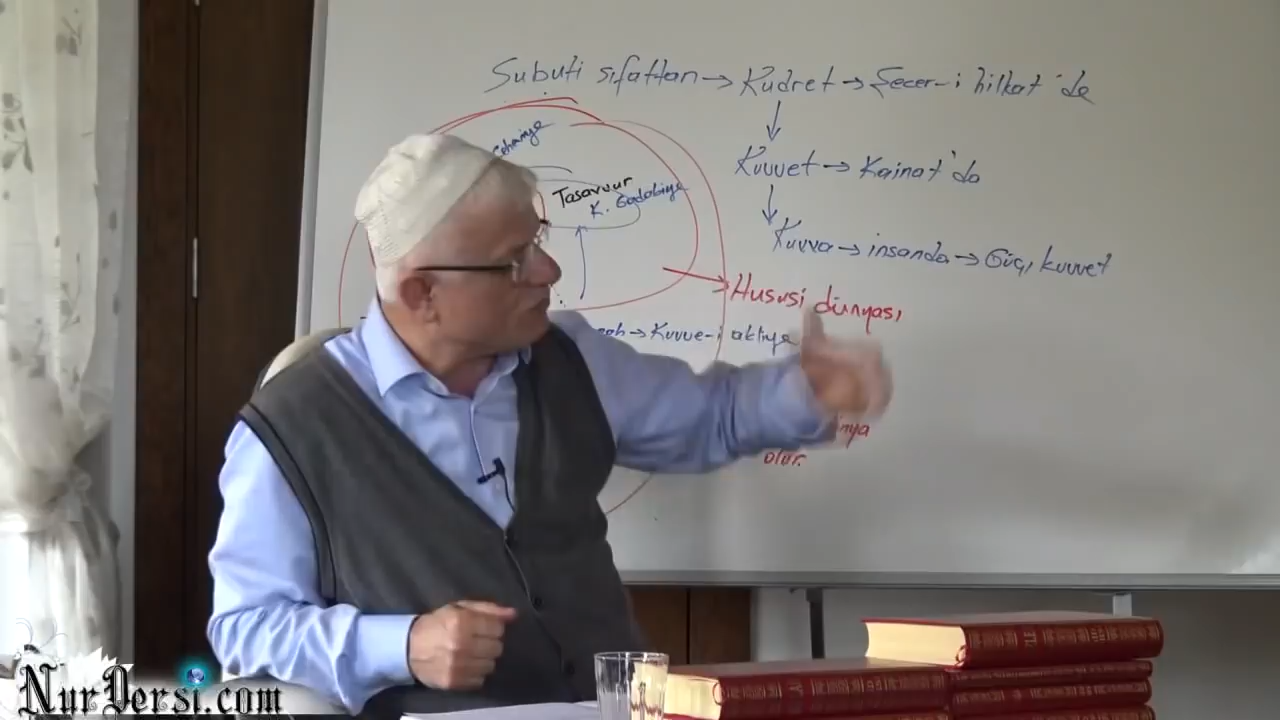 Subuti sıfattan → Kudret → Şecer-i hilkat'de
Kuvvet → Kainat'da
Kuvva → insanda → Güç, kuvvet
Tasavvur
K. Gadabiye
Hususi dünyası
→ Kuvve-i akliye
olur.
NurDersi.com